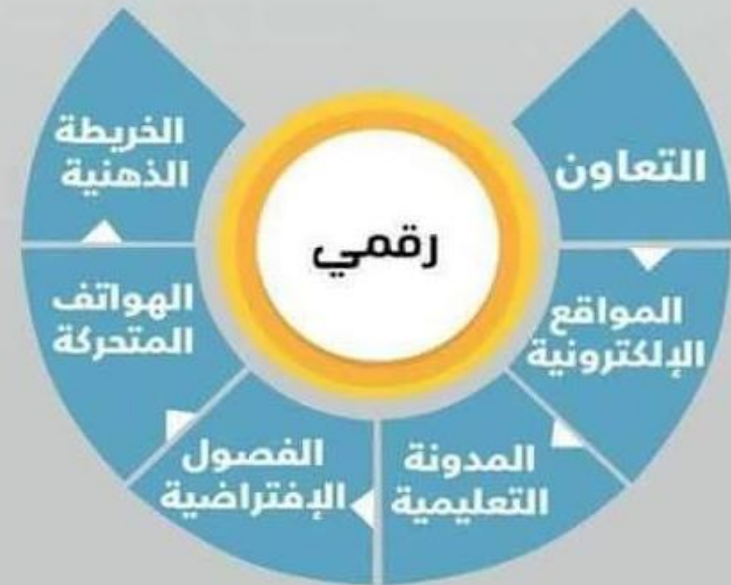 رقمي
التعاون
المواقع
الإلكترونية
المدونة
التعليمية
الفصول
الإفتراضية
الهواتف
المتحركة
الخريطة
الذهنية